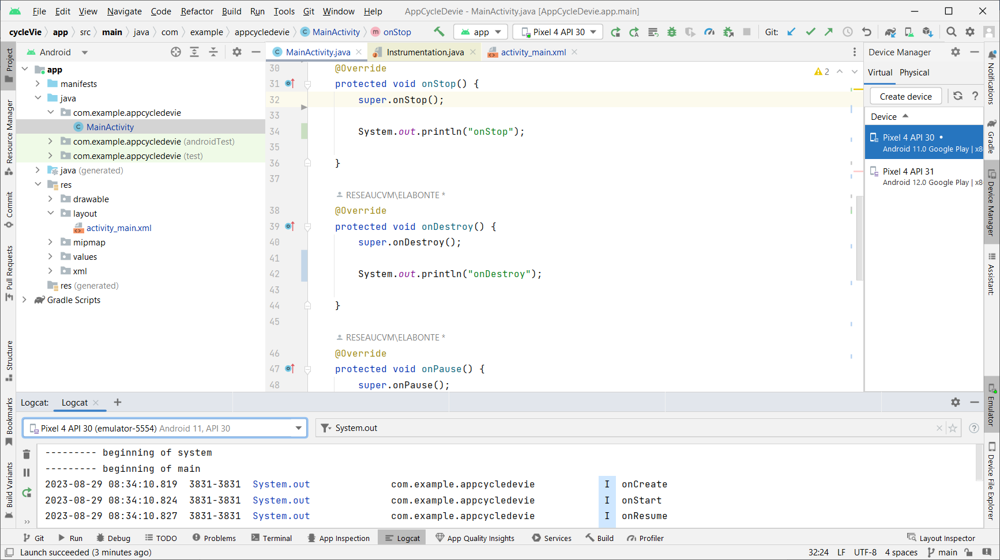 File Edit View Navigate Code Refactor Build Run Tools Git Window Help AppCycleDevie - MainActivity.java [AppCycleDevie.app.main]
cycleVie app src main java com example appcycledevie MainActivity onStop app Pixel 4 API 30 Git:
Project
Resource Manager
Commit
Pull Requests
Structure
Bookmarks
Build Variants
Android
app
manifests
java
com.example.appcycledevie
MainActivity
com.example.appcycledevie (androidTest)
com.example.appcycledevie (test)
java (generated)
res
drawable
layout
activity_main.xml
mipmap
values
xml
res (generated)
Gradle Scripts
MainActivity.java Instrumentation.java activity_main.xml
2
30 @Override
31 protected void onStop() {
32 super.onStop();
33
34 System.out.println("onStop");
35
36 }
37
RESEAUCVM\ELABONTE *
38 @Override
39 protected void onDestroy() {
40 super.onDestroy();
41
42 System.out.println("onDestroy");
43
44 }
45
RESEAUCVM\ELABONTE *
46 @Override
47 protected void onPause() {
48 super.onPause();
Device Manager
Virtual Physical
Create device ?
Device
Pixel 4 API 30
Android 11.0 Google Play | x8
Pixel 4 API 31
Android 12.0 Google Play | x8
Notifications
Gradle
Device Manager
Assistant:
Emulator
Device File Explorer
Logcat: Logcat
Pixel 4 API 30 (emulator-5554) Android 11, API 30 System.out ?
--------- beginning of system
--------- beginning of main
2023-08-29 08:34:10.819 3831-3831 System.out com.example.appcycledevie I onCreate
2023-08-29 08:34:10.824 3831-3831 System.out com.example.appcycledevie I onStart
2023-08-29 08:34:10.827 3831-3831 System.out com.example.appcycledevie I onResume
Git Run Debug TODO Problems Terminal App Inspection Logcat App Quality Insights Services Build Profiler Layout Inspector
Launch succeeded (3 minutes ago) 32:24 LF UTF-8 4 spaces main